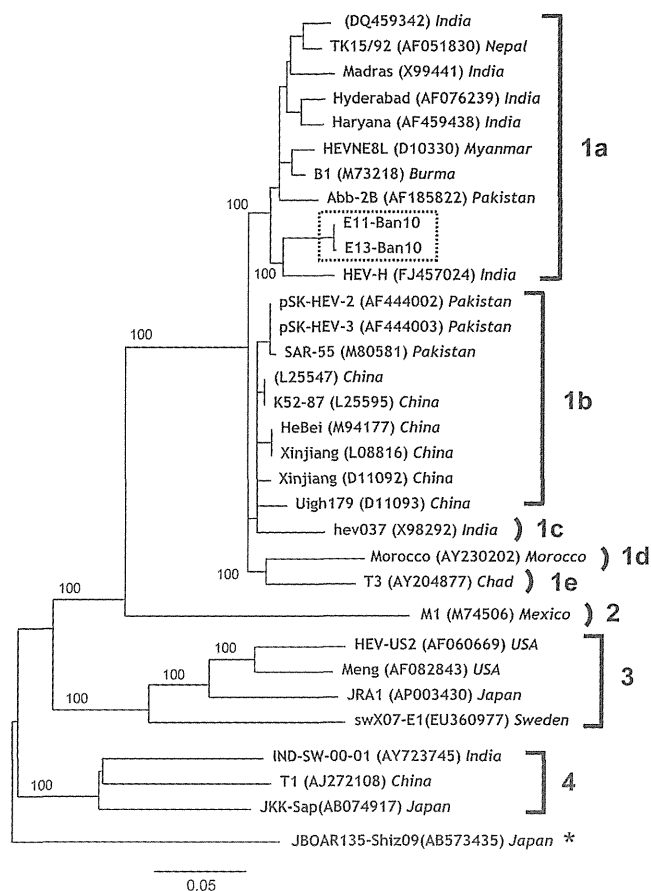 (DQ459342) India
TK15/92 (AF051830) Nepal
Madras (X99441) India
Hyderabad (AF076239) India
Haryana (AF459438) India
1a
HEVNE8L (D10330) Myanmar
B1 (M73218) Burma
Abb-2B (AF185822) Pakistan
100
E11-Ban10
E13-Ban10
100
HEV-H (FJ457024) India
pSK-HEV-2 (AF444002) Pakistan
pSK-HEV-3 (AF444003) Pakistan
100
SAR-55 (M80581) Pakistan
(L25547) China
K52-87 (L25595) China
1b
HeBei (M94177) China
Xinjiang (L08816) China
Xinjiang (D11092) China
Uigh179 (D11093) China
hev037 (X98292) India ) 1c
Morocco (AY230202) Morocco ) 1d
100
T3 (AY204877) Chad ) 1e
100
M1 (M74506) Mexico ) 2
HEV-US2 (AF060669) USA
100
Meng (AF082843) USA
100
3
JRA1 (AP003430) Japan
100
swX07-E1(EU360977) Sweden
IND-SW-00-01 (AY723745) India
T1 (AJ272108) China
4
100
JKK-Sap(AB074917) Japan
JBOAR135-Shiz09(AB573435) Japan *
0.05